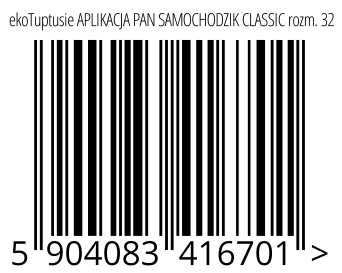 ekoTuptusie APLIKACJA PAN SAMOCHODZIK CLASSIC rozm. 32
5 904083 416701 >